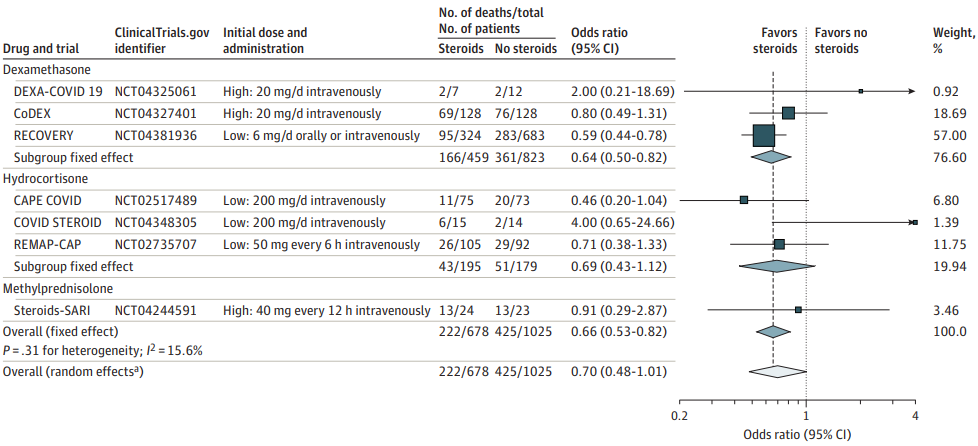 No. of deaths/total
ClinicalTrials.gov Initial dose and No. of patients Odds ratio Favors Favors no Weight,
Drug and trial identifier administration Steroids No steroids (95% CI) steroids steroids %
Dexamethasone
DEXA-COVID 19 NCT04325061 High: 20 mg/d intravenously 2/7 2/12 2.00 (0.21-18.69) 0.92
CoDEX NCT04327401 High: 20 mg/d intravenously 69/128 76/128 0.80 (0.49-1.31) 18.69
RECOVERY NCT04381936 Low: 6 mg/d orally or intravenously 95/324 283/683 0.59 (0.44-0.78) 57.00
Subgroup fixed effect 166/459 361/823 0.64 (0.50-0.82) 76.60
Hydrocortisone
CAPE COVID NCT02517489 Low: 200 mg/d intravenously 11/75 20/73 0.46 (0.20-1.04) 6.80
COVID STEROID NCT04348305 Low: 200 mg/d intravenously 6/15 2/14 4.00 (0.65-24.66) 1.39
REMAP-CAP NCT02735707 Low: 50 mg every 6 h intravenously 26/105 29/92 0.71 (0.38-1.33) 11.75
Subgroup fixed effect 43/195 51/179 0.69 (0.43-1.12) 19.94
Methylprednisolone
Steroids-SARI NCT04244591 High: 40 mg every 12 h intravenously 13/24 13/23 0.91 (0.29-2.87) 3.46
Overall (fixed effect) 222/678 425/1025 0.66 (0.53-0.82) 100.0
P = .31 for heterogeneity; I² = 15.6%
Overall (random effectsᵃ) 222/678 425/1025 0.70 (0.48-1.01)
0.2 1 4
Odds ratio (95% CI)